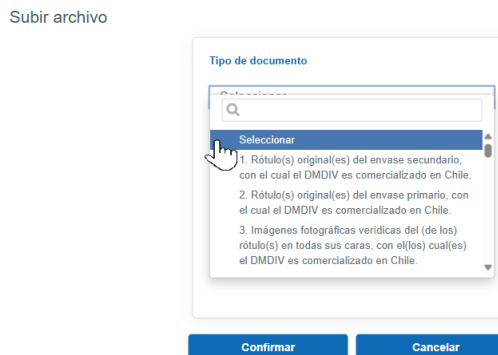 Subir archivo
Tipo de documento
Seleccionar
Seleccionar
1. Rótulo(s) original(es) del envase secundario,
con el cual el DMDIV es comercializado en Chile.
2. Rótulo(s) original(es) del envase primario, con
el cual el DMDIV es comercializado en Chile.
3. Imágenes fotográficas verídicas del (de los)
rótulo(s) en todas sus caras, con el(los) cual(es)
el DMDIV es comercializado en Chile.
Confirmar
Cancelar